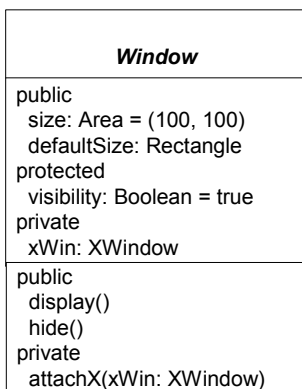 Window
public
size: Area = (100, 100)
defaultSize: Rectangle
protected
visibility: Boolean = true
private
xWin: XWindow
public
display()
hide()
private
attachX(xWin: XWindow)